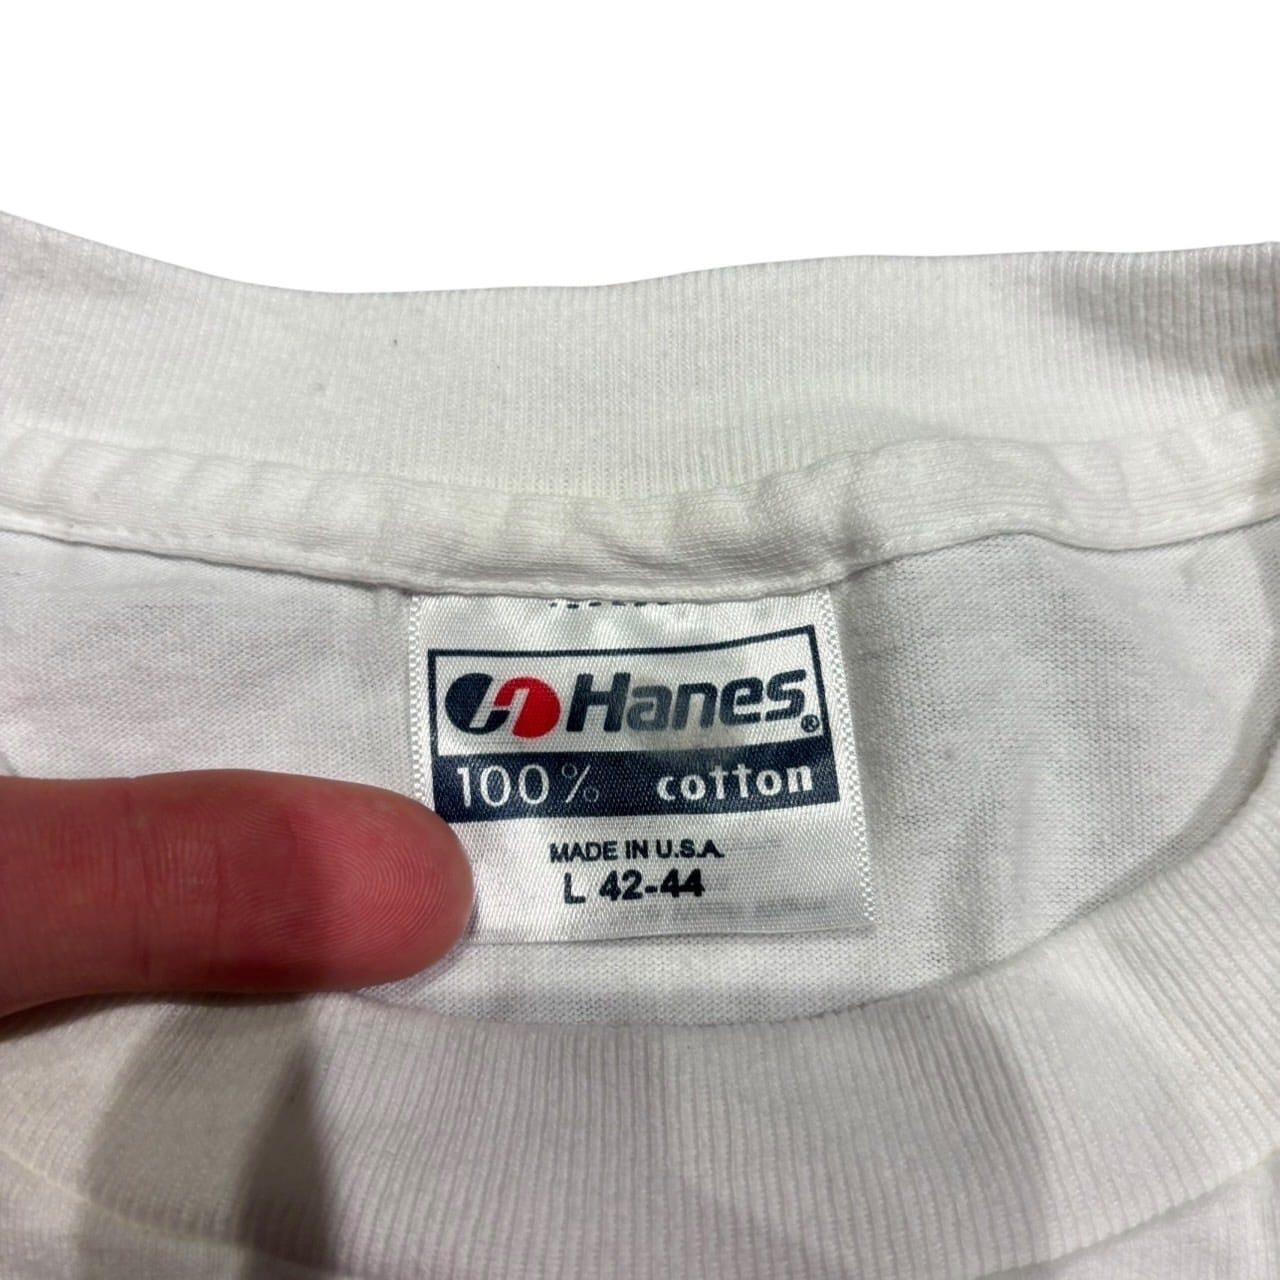 Hanes®
100% cotton
MADE IN U.S.A.
L 42-44